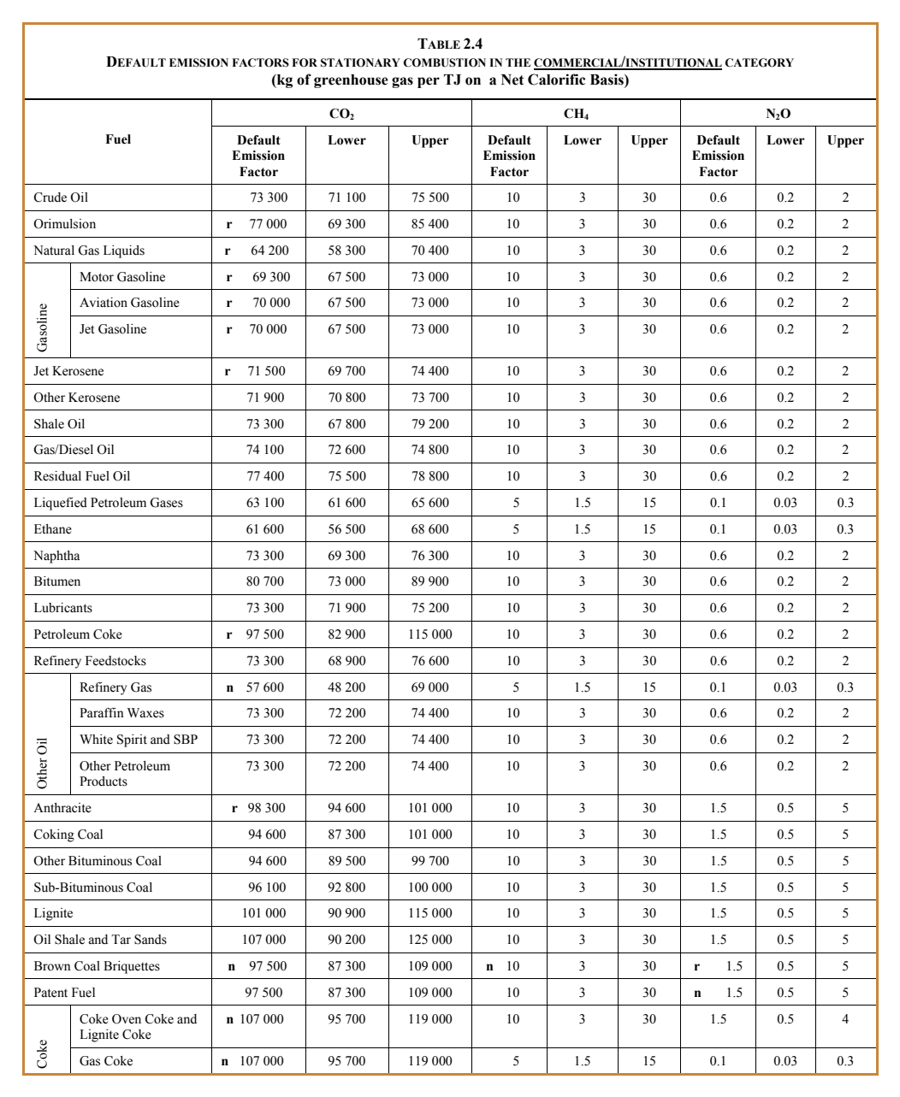 TABLE 2.4
DEFAULT EMISSION FACTORS FOR STATIONARY COMBUSTION IN THE COMMERCIAL/INSTITUTIONAL CATEGORY
(kg of greenhouse gas per TJ on a Net Calorific Basis)
Fuel CO2 CH4 N2O
Default Emission Factor Lower Upper Default Emission Factor Lower Upper Default Emission Factor Lower Upper
Crude Oil 73 300 71 100 75 500 10 3 30 0.6 0.2 2
Orimulsion r 77 000 69 300 85 400 10 3 30 0.6 0.2 2
Natural Gas Liquids r 64 200 58 300 70 400 10 3 30 0.6 0.2 2
Gasoline
Motor Gasoline r 69 300 67 500 73 000 10 3 30 0.6 0.2 2
Aviation Gasoline r 70 000 67 500 73 000 10 3 30 0.6 0.2 2
Jet Gasoline r 70 000 67 500 73 000 10 3 30 0.6 0.2 2
Jet Kerosene r 71 500 69 700 74 400 10 3 30 0.6 0.2 2
Other Kerosene 71 900 70 800 73 700 10 3 30 0.6 0.2 2
Shale Oil 73 300 67 800 79 200 10 3 30 0.6 0.2 2
Gas/Diesel Oil 74 100 72 600 74 800 10 3 30 0.6 0.2 2
Residual Fuel Oil 77 400 75 500 78 800 10 3 30 0.6 0.2 2
Liquefied Petroleum Gases 63 100 61 600 65 600 5 1.5 15 0.1 0.03 0.3
Ethane 61 600 56 500 68 600 5 1.5 15 0.1 0.03 0.3
Naphtha 73 300 69 300 76 300 10 3 30 0.6 0.2 2
Bitumen 80 700 73 000 89 900 10 3 30 0.6 0.2 2
Lubricants 73 300 71 900 75 200 10 3 30 0.6 0.2 2
Petroleum Coke r 97 500 82 900 115 000 10 3 30 0.6 0.2 2
Refinery Feedstocks 73 300 68 900 76 600 10 3 30 0.6 0.2 2
Other Oil
Refinery Gas n 57 600 48 200 69 000 5 1.5 15 0.1 0.03 0.3
Paraffin Waxes 73 300 72 200 74 400 10 3 30 0.6 0.2 2
White Spirit and SBP 73 300 72 200 74 400 10 3 30 0.6 0.2 2
Other Petroleum Products 73 300 72 200 74 400 10 3 30 0.6 0.2 2
Anthracite r 98 300 94 600 101 000 10 3 30 1.5 0.5 5
Coking Coal 94 600 87 300 101 000 10 3 30 1.5 0.5 5
Other Bituminous Coal 94 600 89 500 99 700 10 3 30 1.5 0.5 5
Sub-Bituminous Coal 96 100 92 800 100 000 10 3 30 1.5 0.5 5
Lignite 101 000 90 900 115 000 10 3 30 1.5 0.5 5
Oil Shale and Tar Sands 107 000 90 200 125 000 10 3 30 1.5 0.5 5
Brown Coal Briquettes n 97 500 87 300 109 000 n 10 3 30 r 1.5 0.5 5
Patent Fuel 97 500 87 300 109 000 10 3 30 n 1.5 0.5 5
Coke
Coke Oven Coke and Lignite Coke n 107 000 95 700 119 000 10 3 30 1.5 0.5 4
Gas Coke n 107 000 95 700 119 000 5 1.5 15 0.1 0.03 0.3